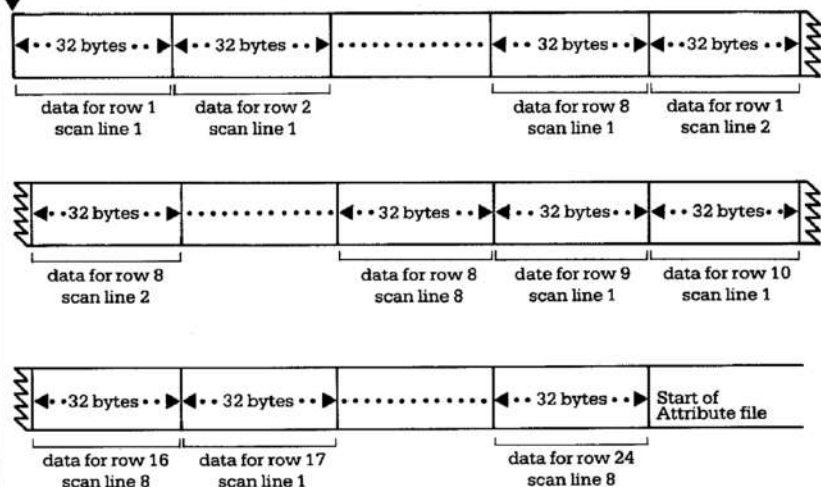 32 bytes 32 bytes 32 bytes 32 bytes
data for row 1 data for row 2 data for row 8 data for row 1
scan line 1 scan line 1 scan line 1 scan line 2
32 bytes 32 bytes 32 bytes 32 bytes
data for row 8 data for row 8 date for row 9 data for row 10
scan line 2 scan line 8 scan line 1 scan line 1
32 bytes 32 bytes 32 bytes Start of
Attribute file
data for row 16 data for row 17 data for row 24
scan line 8 scan line 1 scan line 8